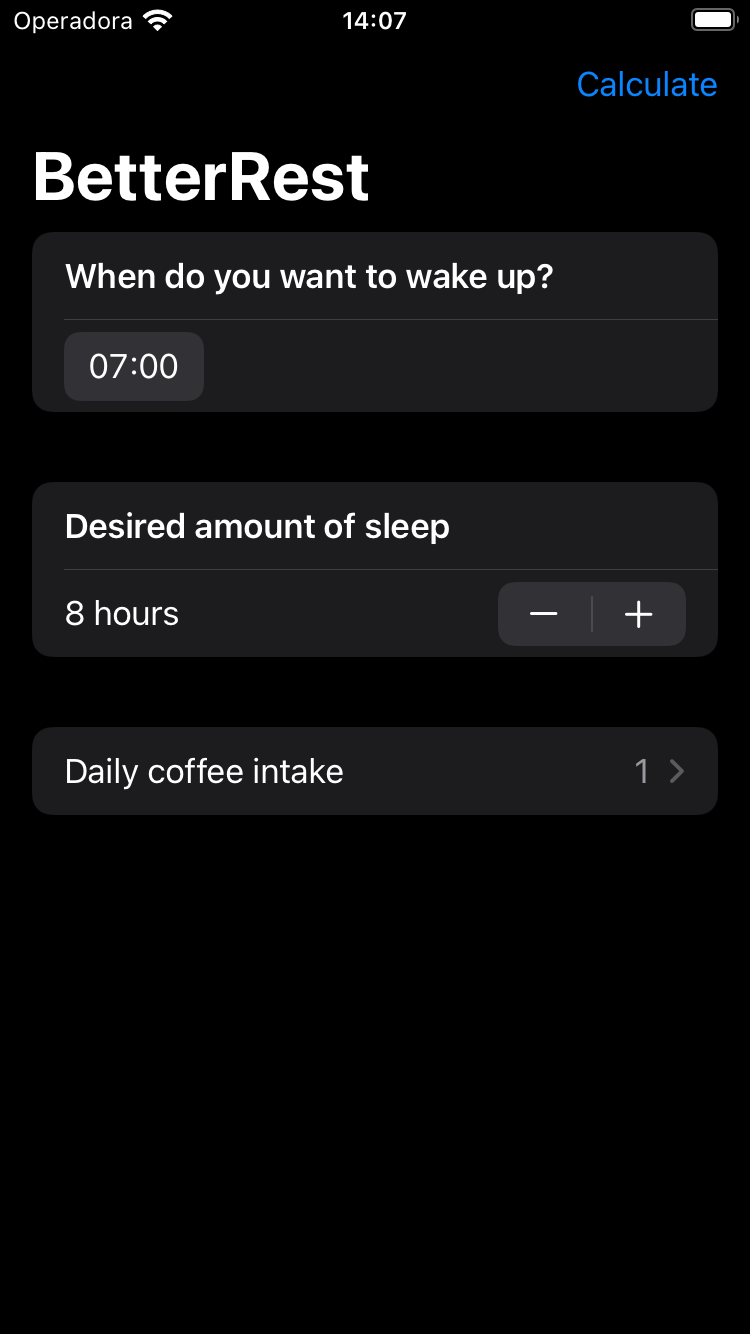 Operadora 14:07
Calculate
BetterRest
When do you want to wake up?
07:00
Desired amount of sleep
8 hours − +
Daily coffee intake 1